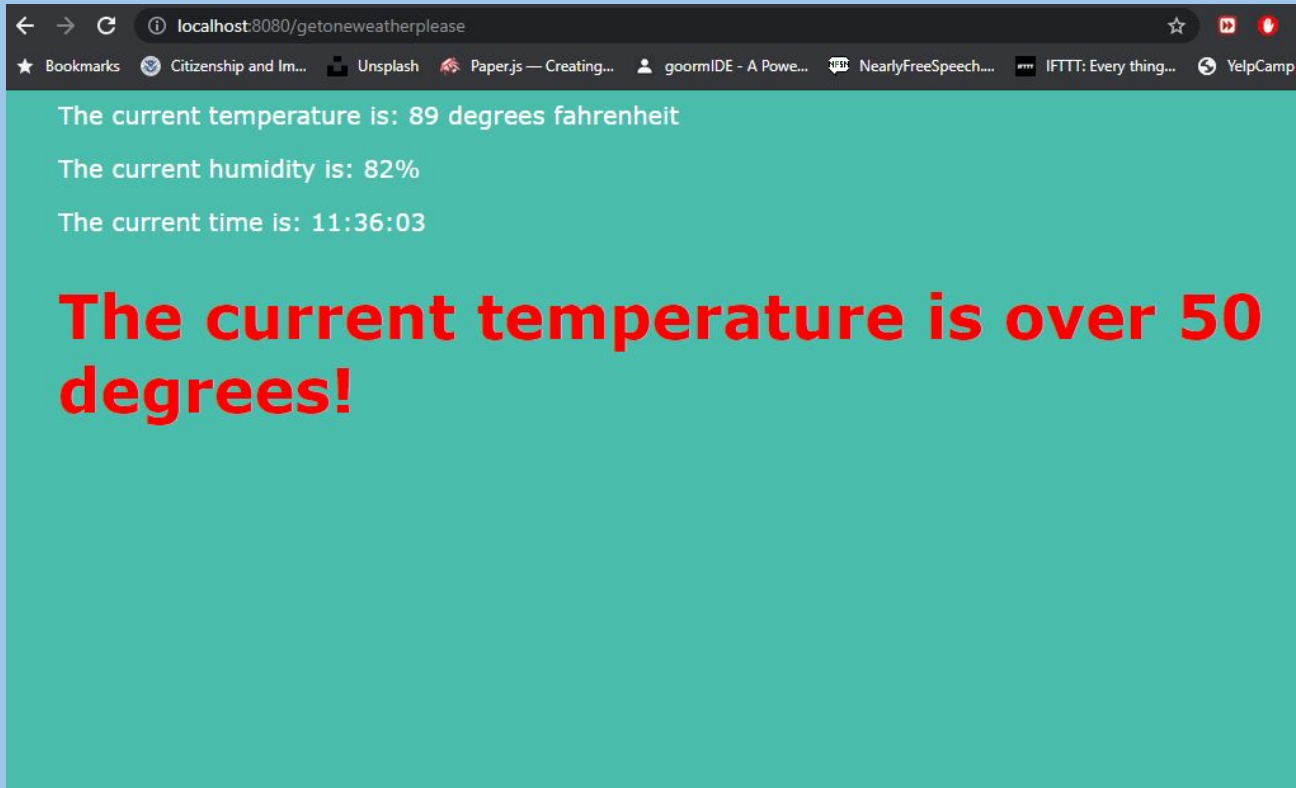 localhost:8080/getoneweatherplease
Bookmarks Citizenship and Im... Unsplash Paper.js — Creating... goormIDE - A Powe... NearlyFreeSpeech.... IFTTT: Every thing... YelpCamp
The current temperature is: 89 degrees fahrenheit
The current humidity is: 82%
The current time is: 11:36:03
The current temperature is over 50
degrees!